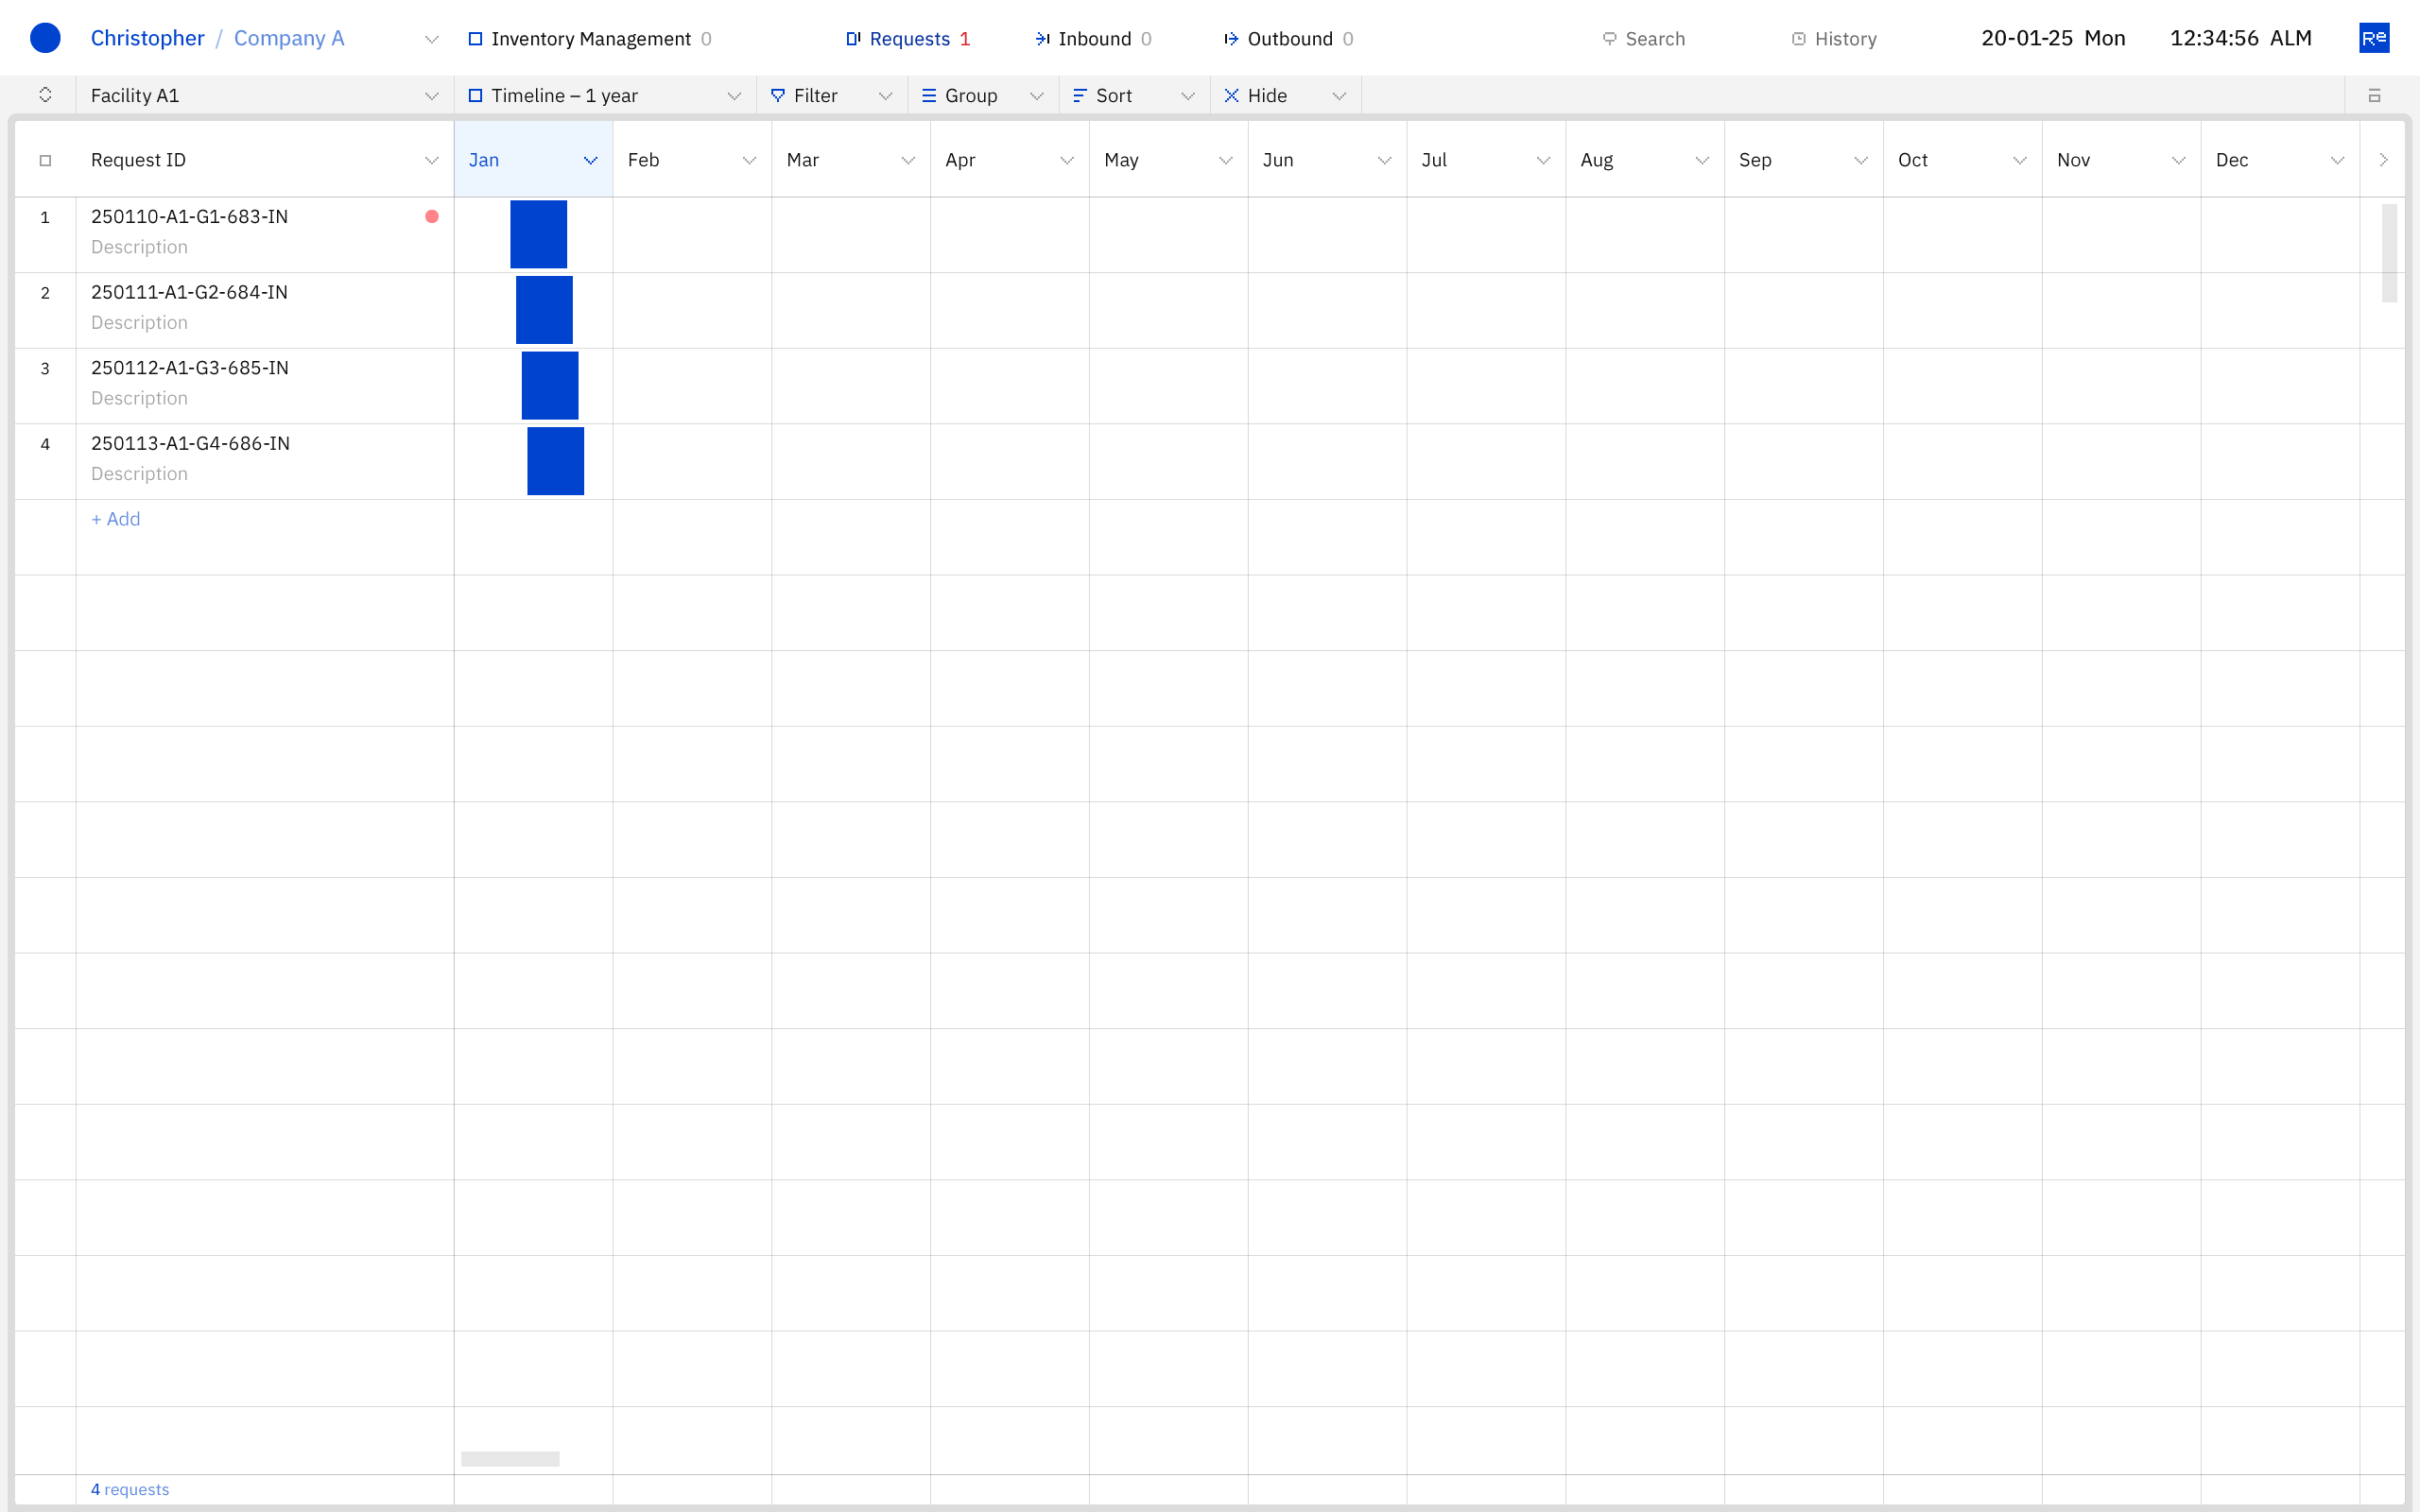 Christopher / Company A
Inventory Management 0
Requests 1
Inbound 0
Outbound 0
Search
History
20-01-25 Mon
12:34:56 ALM
Re
Facility A1
Timeline – 1 year
Filter
Group
Sort
Hide
Request ID
Jan
Feb
Mar
Apr
May
Jun
Jul
Aug
Sep
Oct
Nov
Dec
1
250110-A1-G1-683-IN
Description
2
250111-A1-G2-684-IN
Description
3
250112-A1-G3-685-IN
Description
4
250113-A1-G4-686-IN
Description
+ Add
4 requests